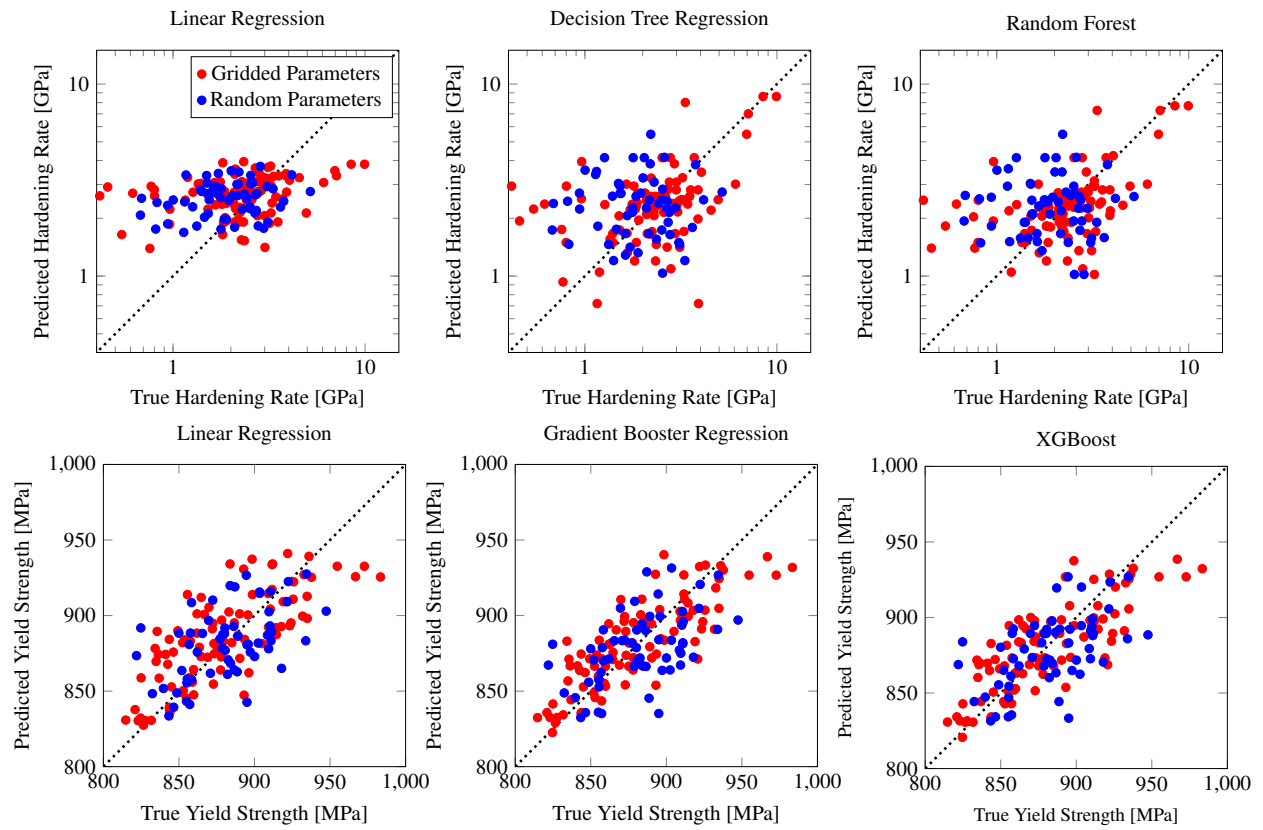 Linear Regression
Decision Tree Regression
Random Forest
Predicted Hardening Rate [GPa]
10
1
1
10
True Hardening Rate [GPa]
Gridded Parameters
Random Parameters
Predicted Hardening Rate [GPa]
10
1
1
10
True Hardening Rate [GPa]
Predicted Hardening Rate [GPa]
10
1
1
10
True Hardening Rate [GPa]
Linear Regression
Gradient Booster Regression
XGBoost
Predicted Yield Strength [MPa]
1,000
950
900
850
800
800
850
900
950
1,000
True Yield Strength [MPa]
Predicted Yield Strength [MPa]
1,000
950
900
850
800
800
850
900
950
1,000
True Yield Strength [MPa]
Predicted Yield Strength [MPa]
1,000
950
900
850
800
800
850
900
950
1,000
True Yield Strength [MPa]